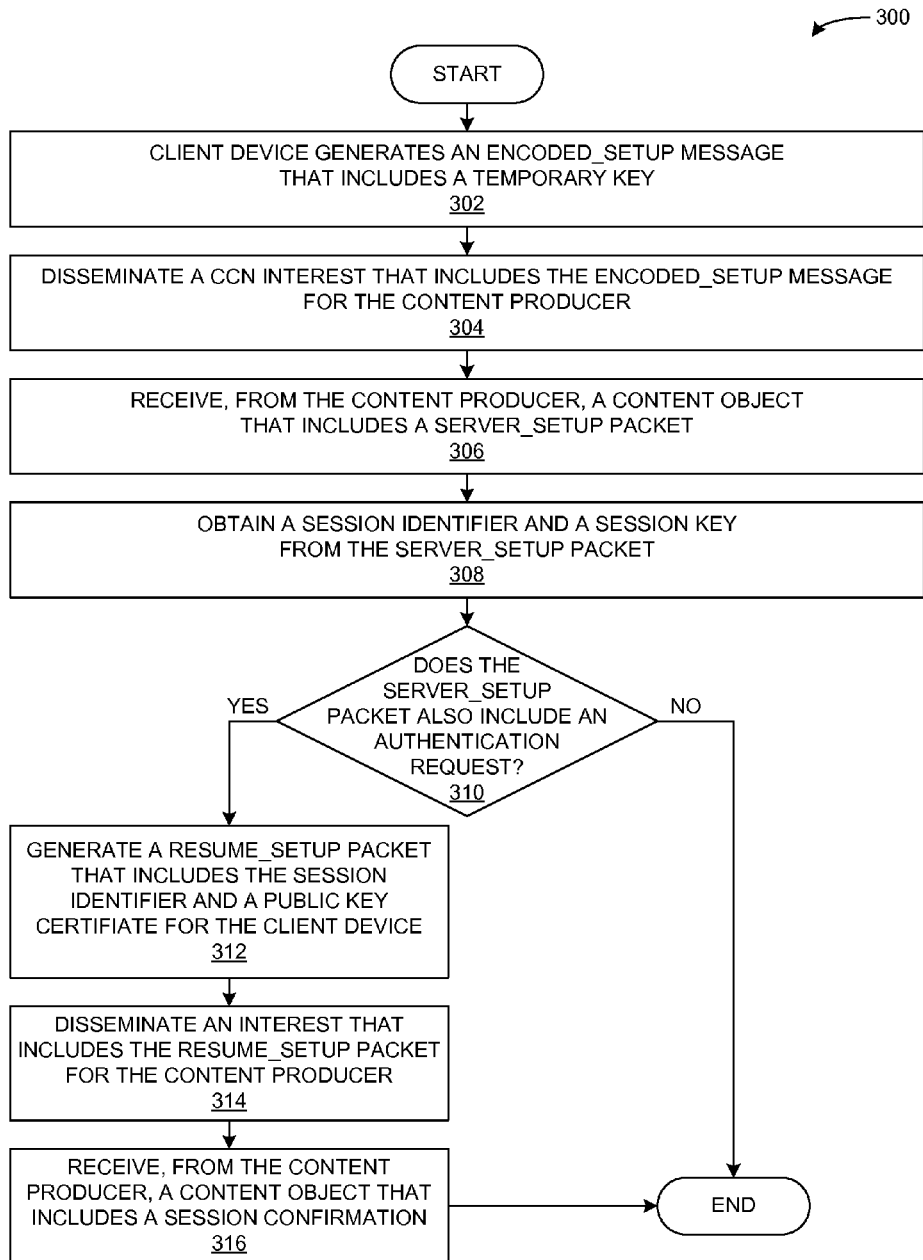 300
START
CLIENT DEVICE GENERATES AN ENCODED_SETUP MESSAGE
THAT INCLUDES A TEMPORARY KEY
302
DISSEMINATE A CCN INTEREST THAT INCLUDES THE ENCODED_SETUP MESSAGE
FOR THE CONTENT PRODUCER
304
RECEIVE, FROM THE CONTENT PRODUCER, A CONTENT OBJECT
THAT INCLUDES A SERVER_SETUP PACKET
306
OBTAIN A SESSION IDENTIFIER AND A SESSION KEY
FROM THE SERVER_SETUP PACKET
308
DOES THE
SERVER_SETUP
PACKET ALSO INCLUDE AN
AUTHENTICATION
REQUEST?
310
YES
NO
GENERATE A RESUME_SETUP PACKET
THAT INCLUDES THE SESSION
IDENTIFIER AND A PUBLIC KEY
CERTIFIATE FOR THE CLIENT DEVICE
312
DISSEMINATE AN INTEREST THAT
INCLUDES THE RESUME_SETUP PACKET
FOR THE CONTENT PRODUCER
314
RECEIVE, FROM THE CONTENT
PRODUCER, A CONTENT OBJECT THAT
INCLUDES A SESSION CONFIRMATION
316
END